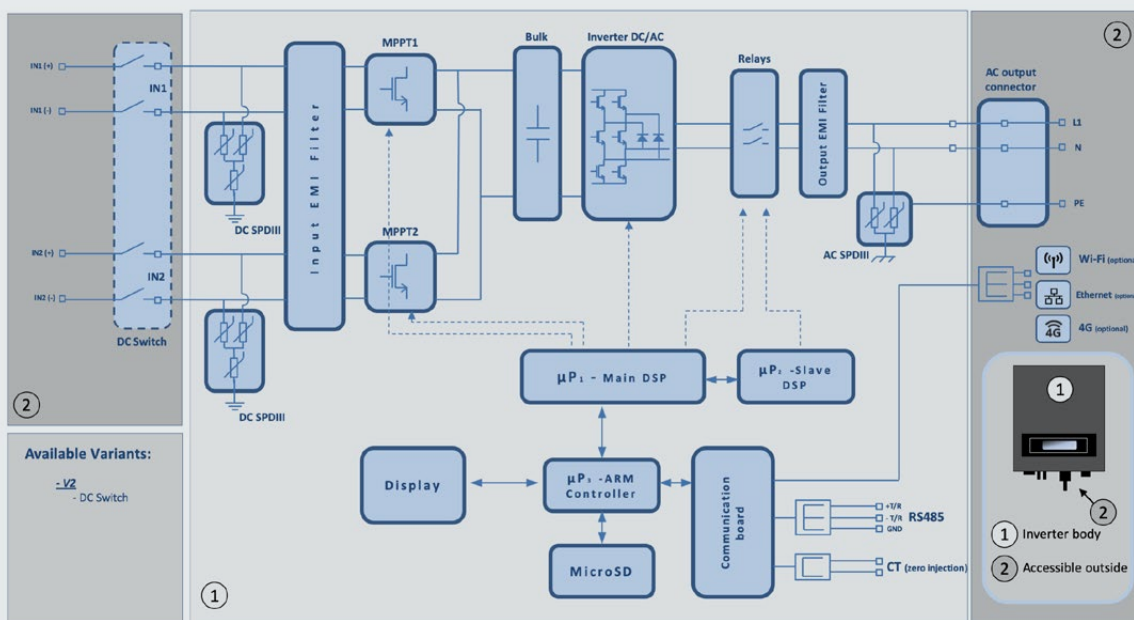 IN1 (+)
IN1 (-)
IN2 (+)
IN2 (-)
IN1
IN2
DC Switch
2
Available Variants:
- V2
- DC Switch
DC SPDIII
DC SPDIII
Input EMI Filter
MPPT1
MPPT2
Bulk
Inverter DC/AC
Relays
Output EMI Filter
AC SPDIII
μP1 - Main DSP
μP2 -Slave
DSP
Display
μP3 -ARM
Controller
MicroSD
Communication
board
+T/R
- T/R
GND
RS485
CT (zero injection)
1
2
AC output
connector
L1
N
PE
Wi-Fi
Ethernet
4G
4G (optional)
1
2
1 Inverter body
2 Accessible outside